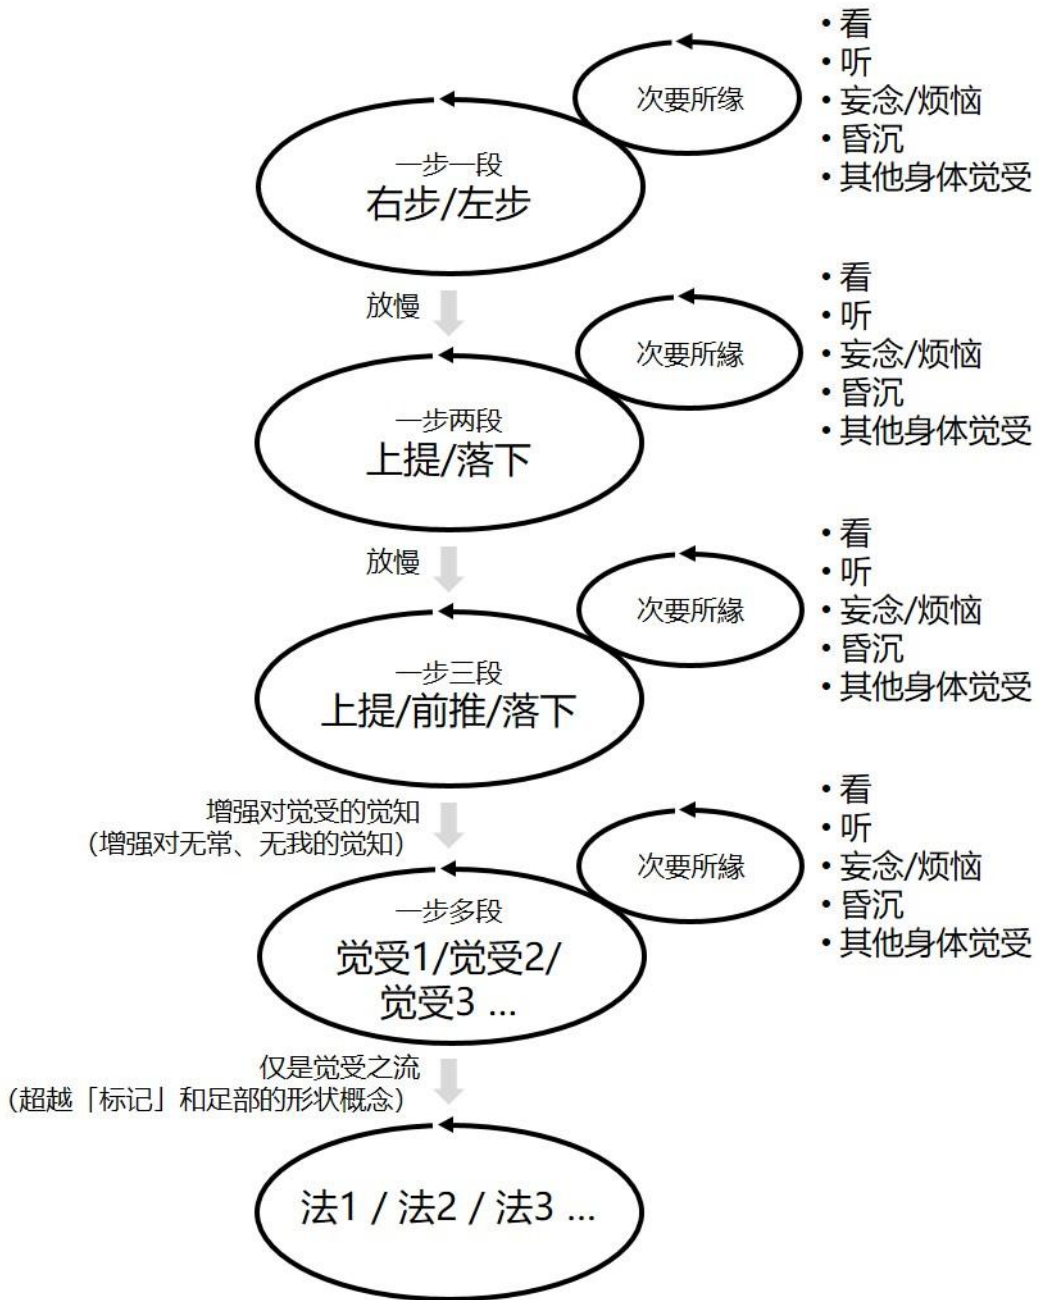 次要所缘
• 看
• 听
• 妄念/烦恼
• 昏沉
• 其他身体觉受
一步一段
右步/左步
放慢
次要所緣
• 看
• 听
• 妄念/烦恼
• 昏沉
• 其他身体觉受
一步两段
上提/落下
放慢
次要所緣
• 看
• 听
• 妄念/烦恼
• 昏沉
• 其他身体觉受
一步三段
上提/前推/落下
增强对觉受的觉知
（增强对无常、无我的觉知）
次要所緣
• 看
• 听
• 妄念/烦恼
• 昏沉
• 其他身体觉受
一步多段
觉受1/觉受2/
觉受3 ...
仅是觉受之流
（超越「标记」和足部的形状概念）
法1 / 法2 / 法3 ...